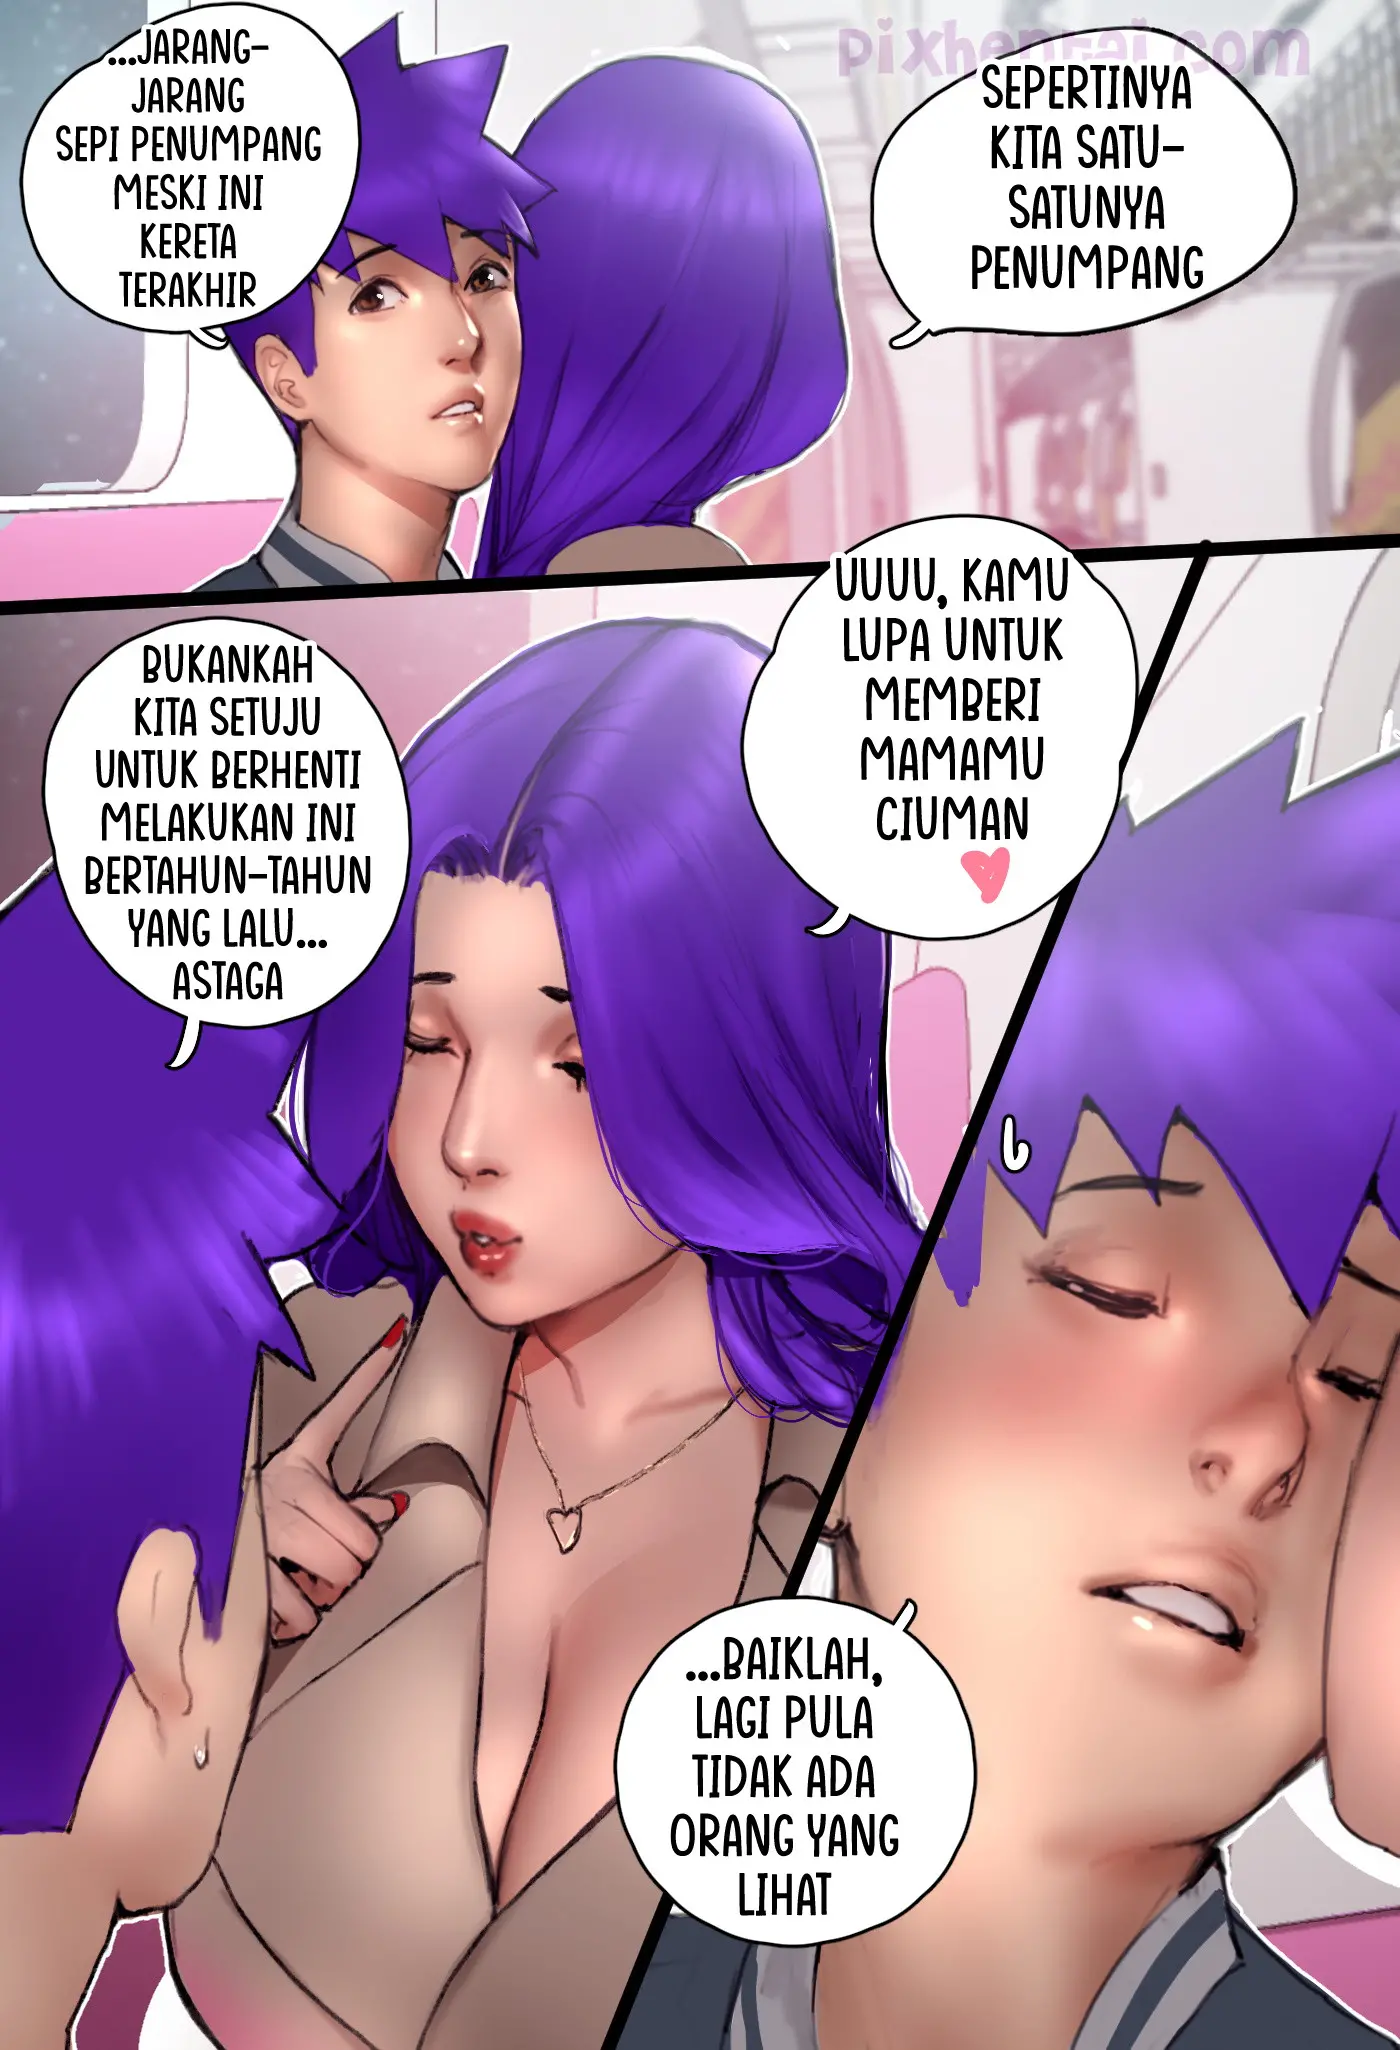 pixhentai.com
...JARANG-
JARANG
SEPI PENUMPANG
MESKI INI
KERETA
TERAKHIR
SEPERTINYA
KITA SATU-
SATUNYA
PENUMPANG
UUUU, KAMU
LUPA UNTUK
MEMBERI
MAMAMU
CIUMAN
BUKANKAH
KITA SETUJU
UNTUK BERHENTI
MELAKUKAN INI
BERTAHUN-TAHUN
YANG LALU...
ASTAGA
...BAIKLAH,
LAGI PULA
TIDAK ADA
ORANG YANG
LIHAT